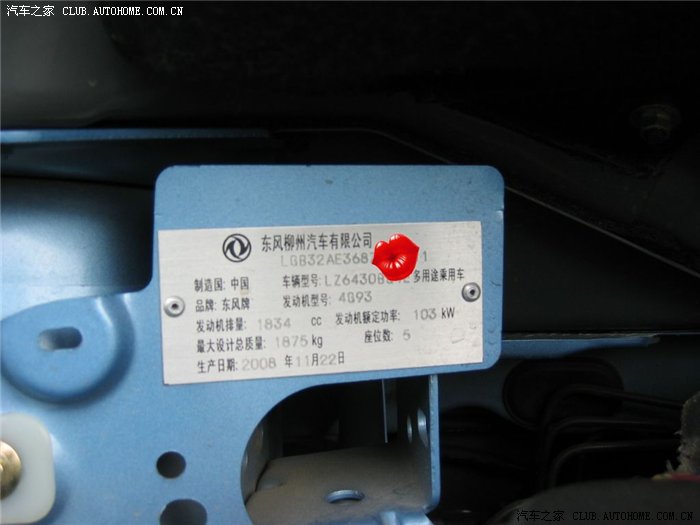 汽车之家 CLUB.AUTOHOME.COM.CN
东风柳州汽车有限公司
制造国: 中国 车辆型号: 多用途乘用车
品牌: 东风牌 发动机型号: 4G93
发动机排量: 1834 cc 发动机额定功率: 103 kW
最大设计总质量: 1875 kg 座位数: 5
生产日期: 2008 年 11月 22日
汽车之家 CLUB.AUTOHOME.COM.CN